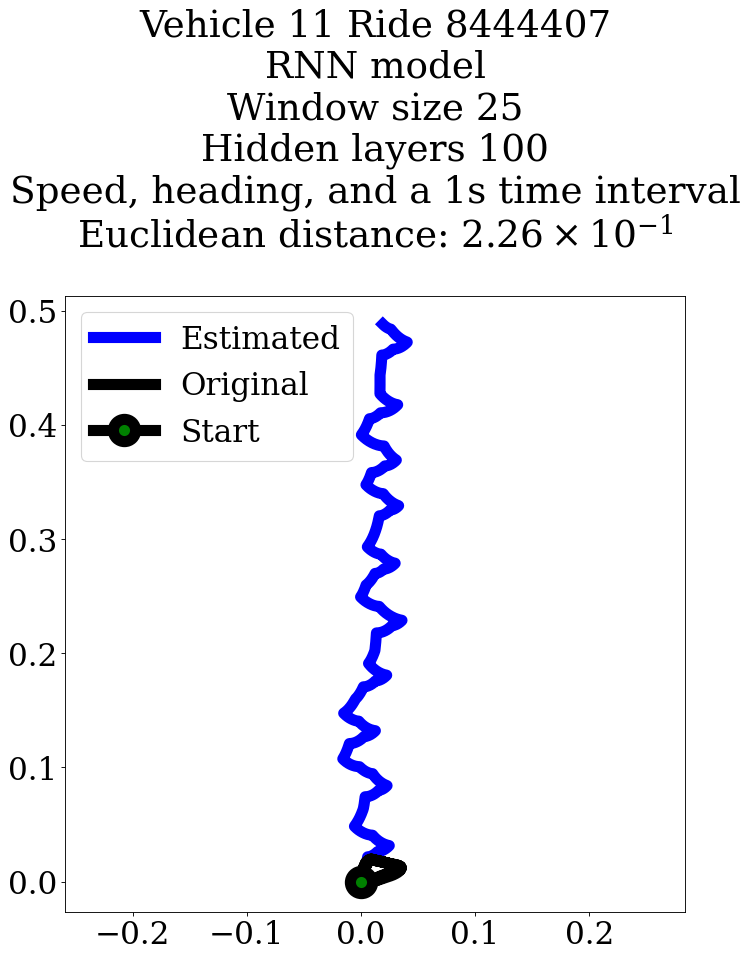 Vehicle 11 Ride 8444407
RNN model
Window size 25
Hidden layers 100
Speed, heading, and a 1s time interval
Euclidean distance: 2.26 × 10⁻¹
Estimated
Original
Start
0.5
0.4
0.3
0.2
0.1
0.0
−0.2 −0.1 0.0 0.1 0.2